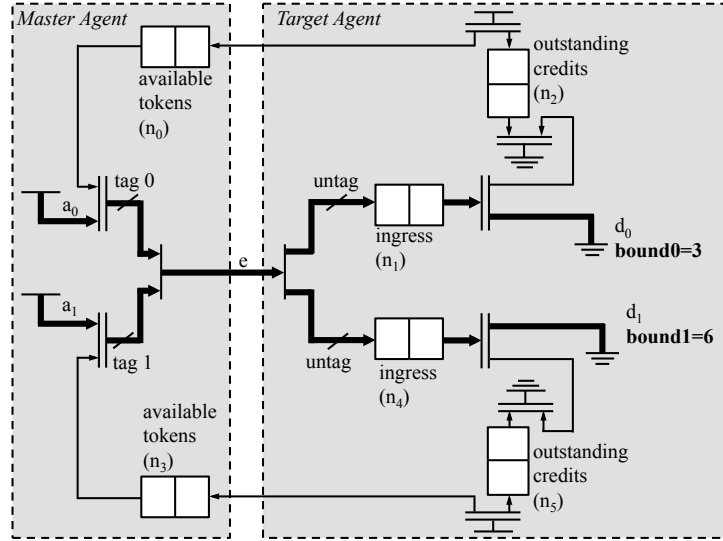 Master Agent
Target Agent
available
tokens
(n0)
outstanding
credits
(n2)
tag 0
a0
untag
ingress
(n1)
d0
bound0=3
e
a1
tag 1
untag
ingress
(n4)
d1
bound1=6
available
tokens
(n3)
outstanding
credits
(n5)